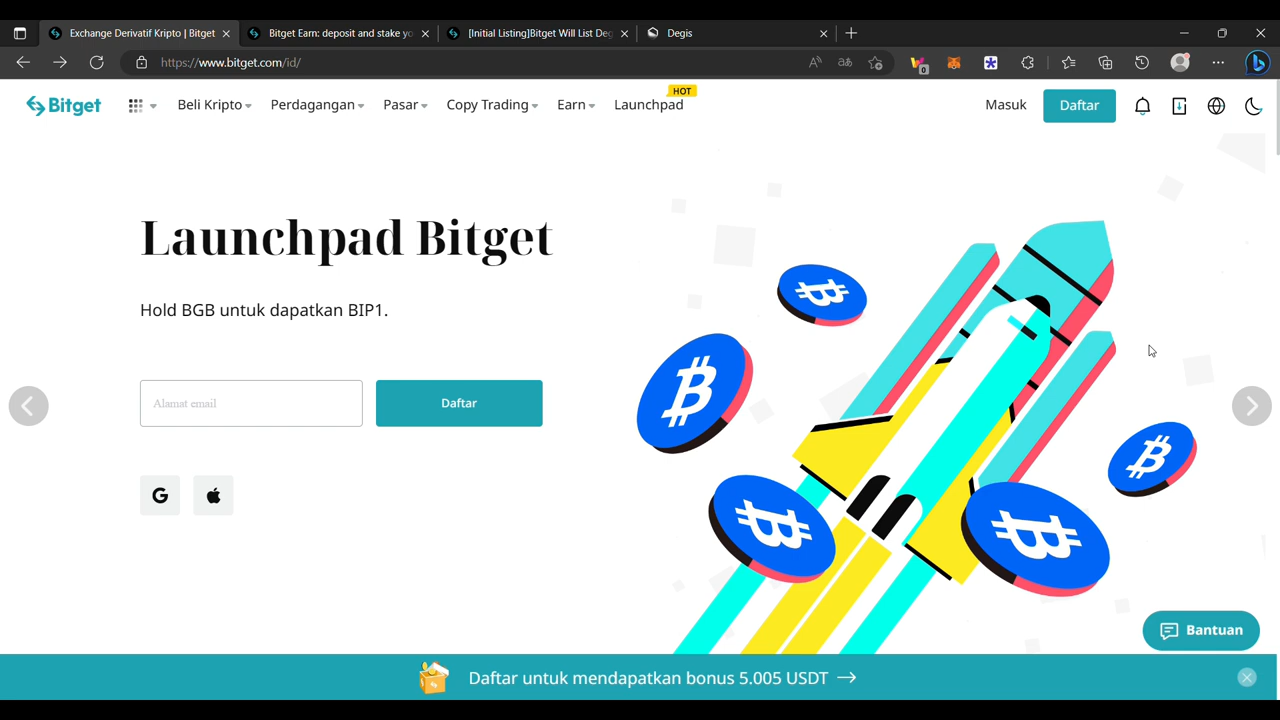 Exchange Derivatif Kripto | Bitget
Bitget Earn: deposit and stake yo
[Initial Listing]Bitget Will List Deg
Degis
https://www.bitget.com/id/
0
HOT
Bitget
Beli Kripto
Perdagangan
Pasar
Copy Trading
Earn
Launchpad
Masuk
Daftar
Launchpad Bitget
Hold BGB untuk dapatkan BIP1.
Alamat email
Daftar
Bantuan
Daftar untuk mendapatkan bonus 5.005 USDT →